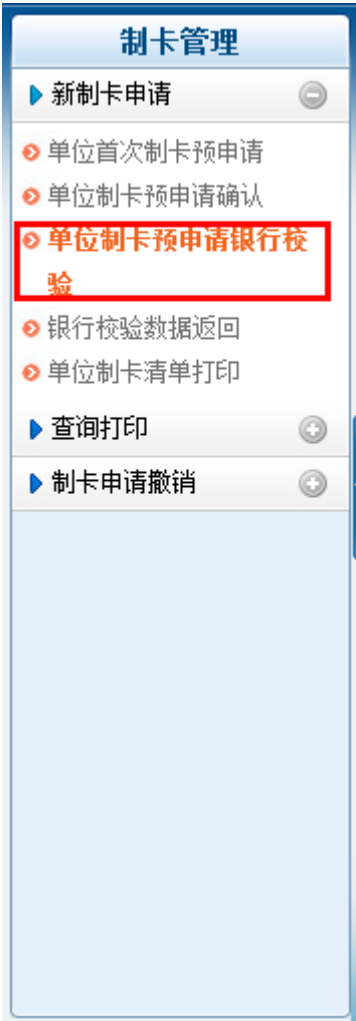 制卡管理
新制卡申请
单位首次制卡预申请
单位制卡预申请确认
单位制卡预申请银行校
验
银行校验数据返回
单位制卡清单打印
查询打印
制卡申请撤销